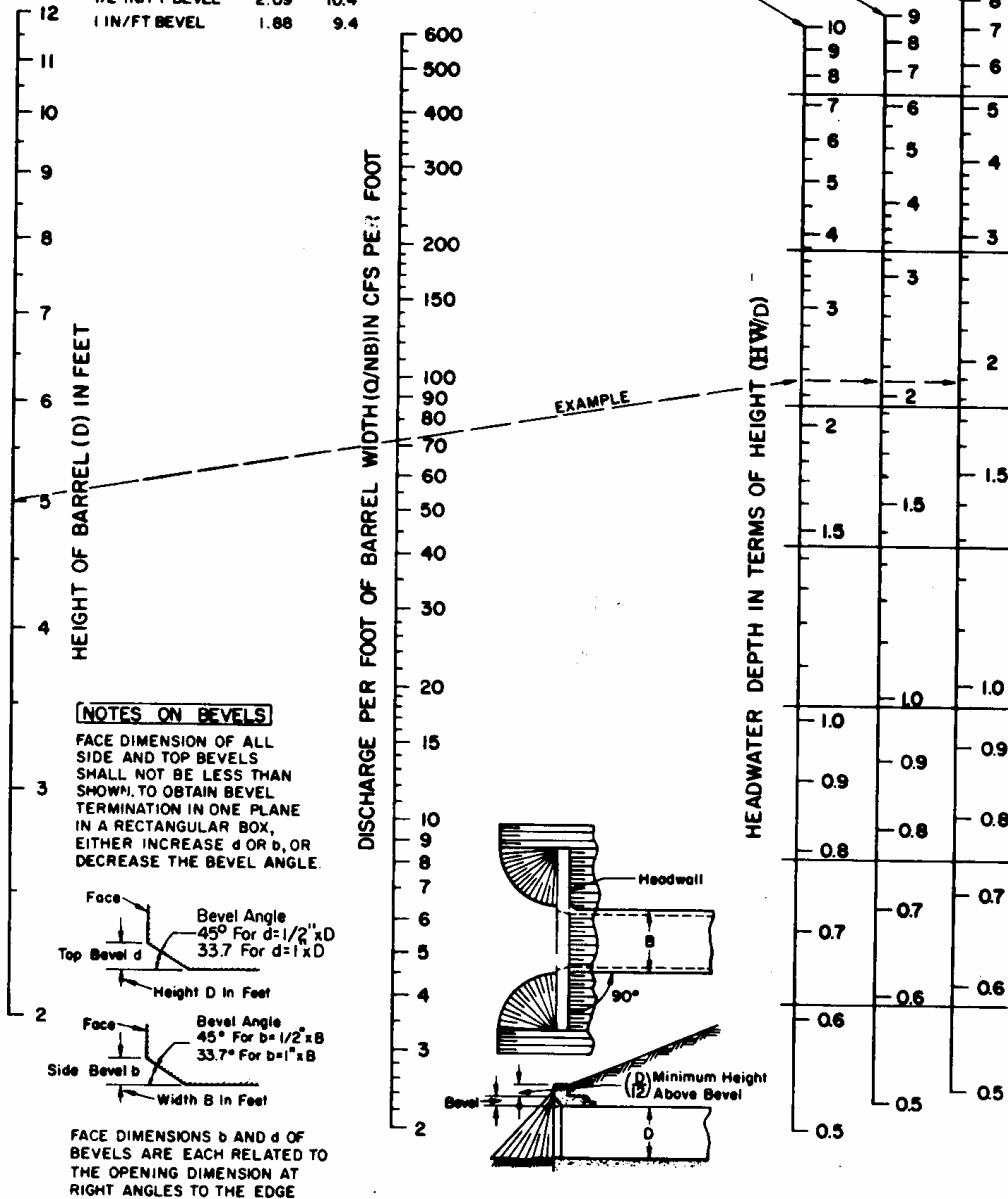 1/2 IN/FT BEVEL 2.09 10.4
1 IN/FT BEVEL 1.88 9.4
12
11
10
9
8
7
6
5
4
3
2
HEIGHT OF BARREL (D) IN FEET
600
500
400
300
200
150
100
90
80
70
60
50
40
30
20
15
10
9
8
7
6
5
4
3
2
DISCHARGE PER FOOT OF BARREL WIDTH (Q/NB) IN CFS PER FOOT
EXAMPLE
HEADWATER DEPTH IN TERMS OF HEIGHT (HW/D)
10
9
8
7
6
5
4
3
2
1.5
1.0
0.9
0.8
0.7
0.6
0.5
9
8
7
6
5
4
3
2
1.5
1.0
0.9
0.8
0.7
0.6
0.5
8
7
6
5
4
3
2
1.5
1.0
0.9
0.8
0.7
0.6
0.5
NOTES ON BEVELS
FACE DIMENSION OF ALL
SIDE AND TOP BEVELS
SHALL NOT BE LESS THAN
SHOWN. TO OBTAIN BEVEL
TERMINATION IN ONE PLANE
IN A RECTANGULAR BOX,
EITHER INCREASE d OR b, OR
DECREASE THE BEVEL ANGLE.
Face
Bevel Angle
45° For d=1/2"xD
33.7 For d=1"xD
Top Bevel d
Height D In Feet
Face
Bevel Angle
45° For b=1/2"xB
33.7° For b=1"xB
Side Bevel b
Width B In Feet
FACE DIMENSIONS b AND d OF
BEVELS ARE EACH RELATED TO
THE OPENING DIMENSION AT
RIGHT ANGLES TO THE EDGE
Headwall
B
90°
(D/12) Minimum Height
Above Bevel
Bevel
D